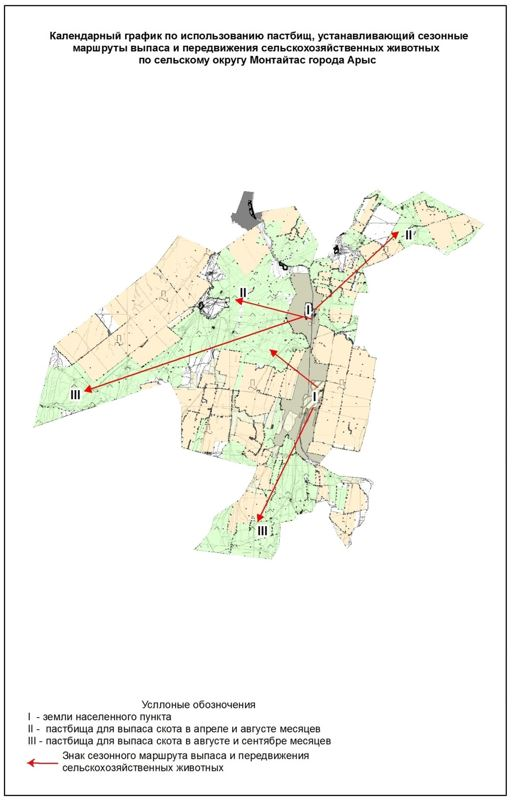 Календарный график по использованию пастбищ, устанавливающий сезонные
маршруты выпаса и передвижения сельскохозяйственных животных
по сельскому округу Монтайтас города Арыс
II
II
I
III
I
III
Усплоные обозночения
I - земли населенного пункта
II - пастбища для выпаса скота в апреле и августе месяцев
III - пастбища для выпаса скота в августе и сентябре месяцев
Знак сезонного маршрута выпаса и передвижения
сельскохозяйственных животных